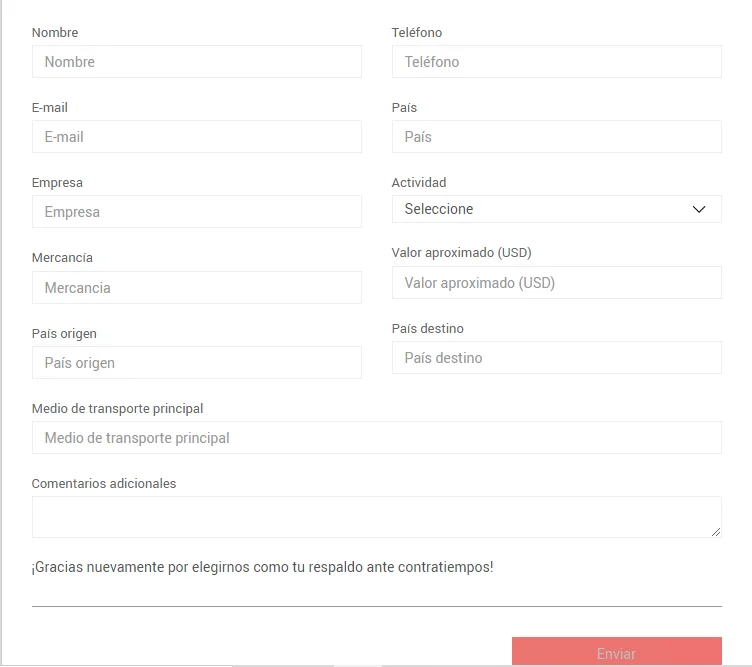 Nombre
Teléfono
Nombre
Teléfono
E-mail
País
E-mail
País
Empresa
Actividad
Empresa
Seleccione
Mercancía
Valor aproximado (USD)
Mercancia
Valor aproximado (USD)
País origen
País destino
País origen
País destino
Medio de transporte principal
Medio de transporte principal
Comentarios adicionales
¡Gracias nuevamente por elegirnos como tu respaldo ante contratiempos!
Enviar